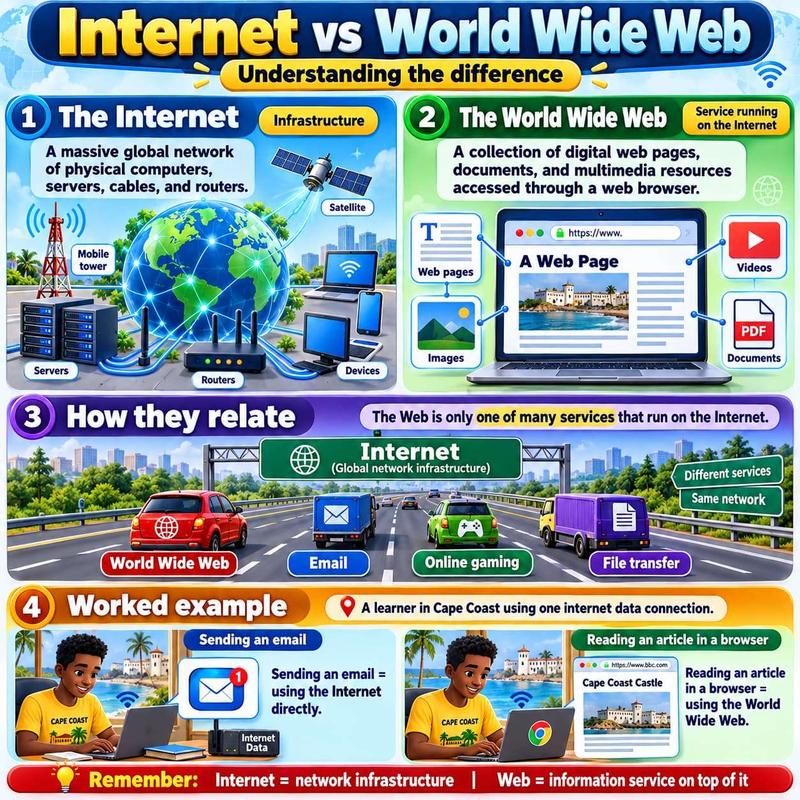 Internet vs World Wide Web
Understanding the difference
1 The Internet
Infrastructure
A massive global network
of physical computers,
servers, cables, and routers.
Satellite
Mobile
tower
Servers
Routers
Devices
2 The World Wide Web
Service running
on the Internet
A collection of digital web pages,
documents, and multimedia resources
accessed through a web browser.
T
Web pages
Images
https://www.
A Web Page
Videos
PDF
Documents
3 How they relate
The Web is only one of many services that run on the Internet.
Internet
(Global network infrastructure)
Different services
Same network
World Wide Web
Email
Online gaming
File transfer
4 Worked example
A learner in Cape Coast using one internet data connection.
Sending an email
CAPE COAST
1
Internet
Data
Sending an email =
using the Internet
directly.
Reading an article in a browser
CAPE COAST
https://www.bbc.com
Cape Coast Castle
Reading an article
in a browser =
using the World
Wide Web.
Remember: Internet = network infrastructure | Web = information service on top of it